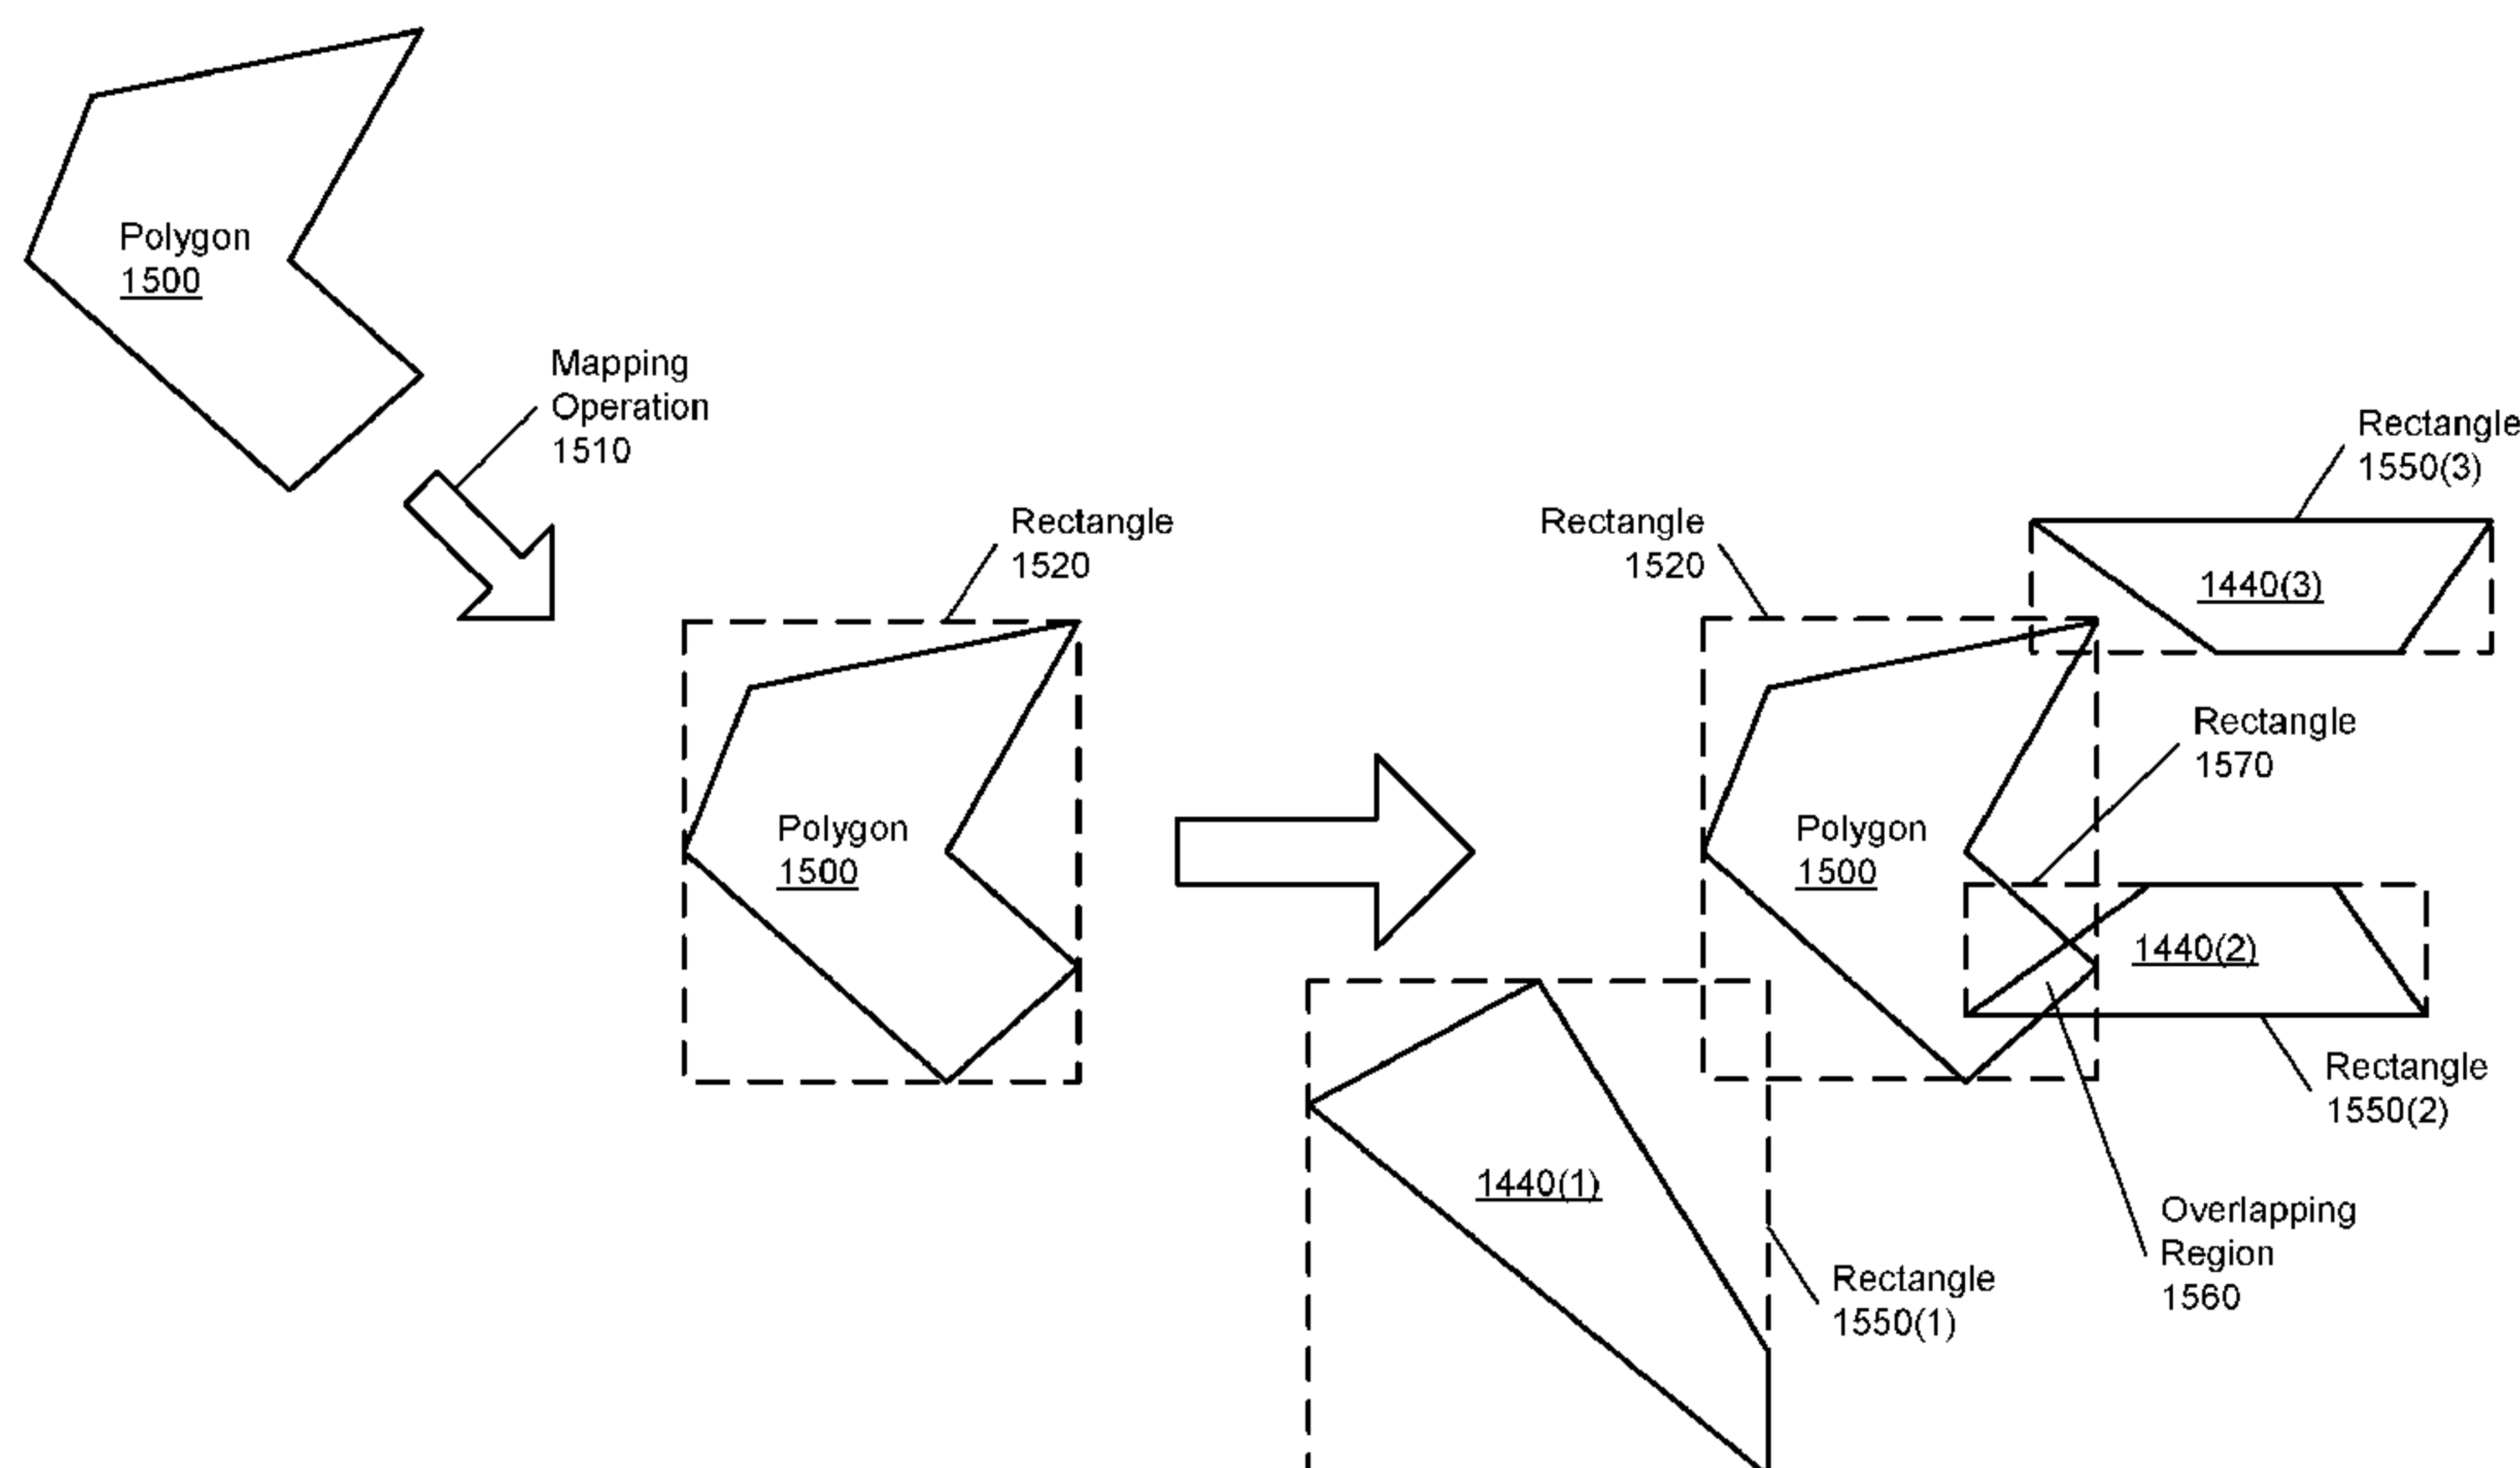 Polygon
1500
Mapping
Operation
1510
Rectangle
1520
Polygon
1500
Rectangle
1520
Rectangle
1550(3)
1440(3)
Rectangle
1570
Polygon
1500
1440(2)
Rectangle
1550(2)
1440(1)
Overlapping
Region
1560
Rectangle
1550(1)